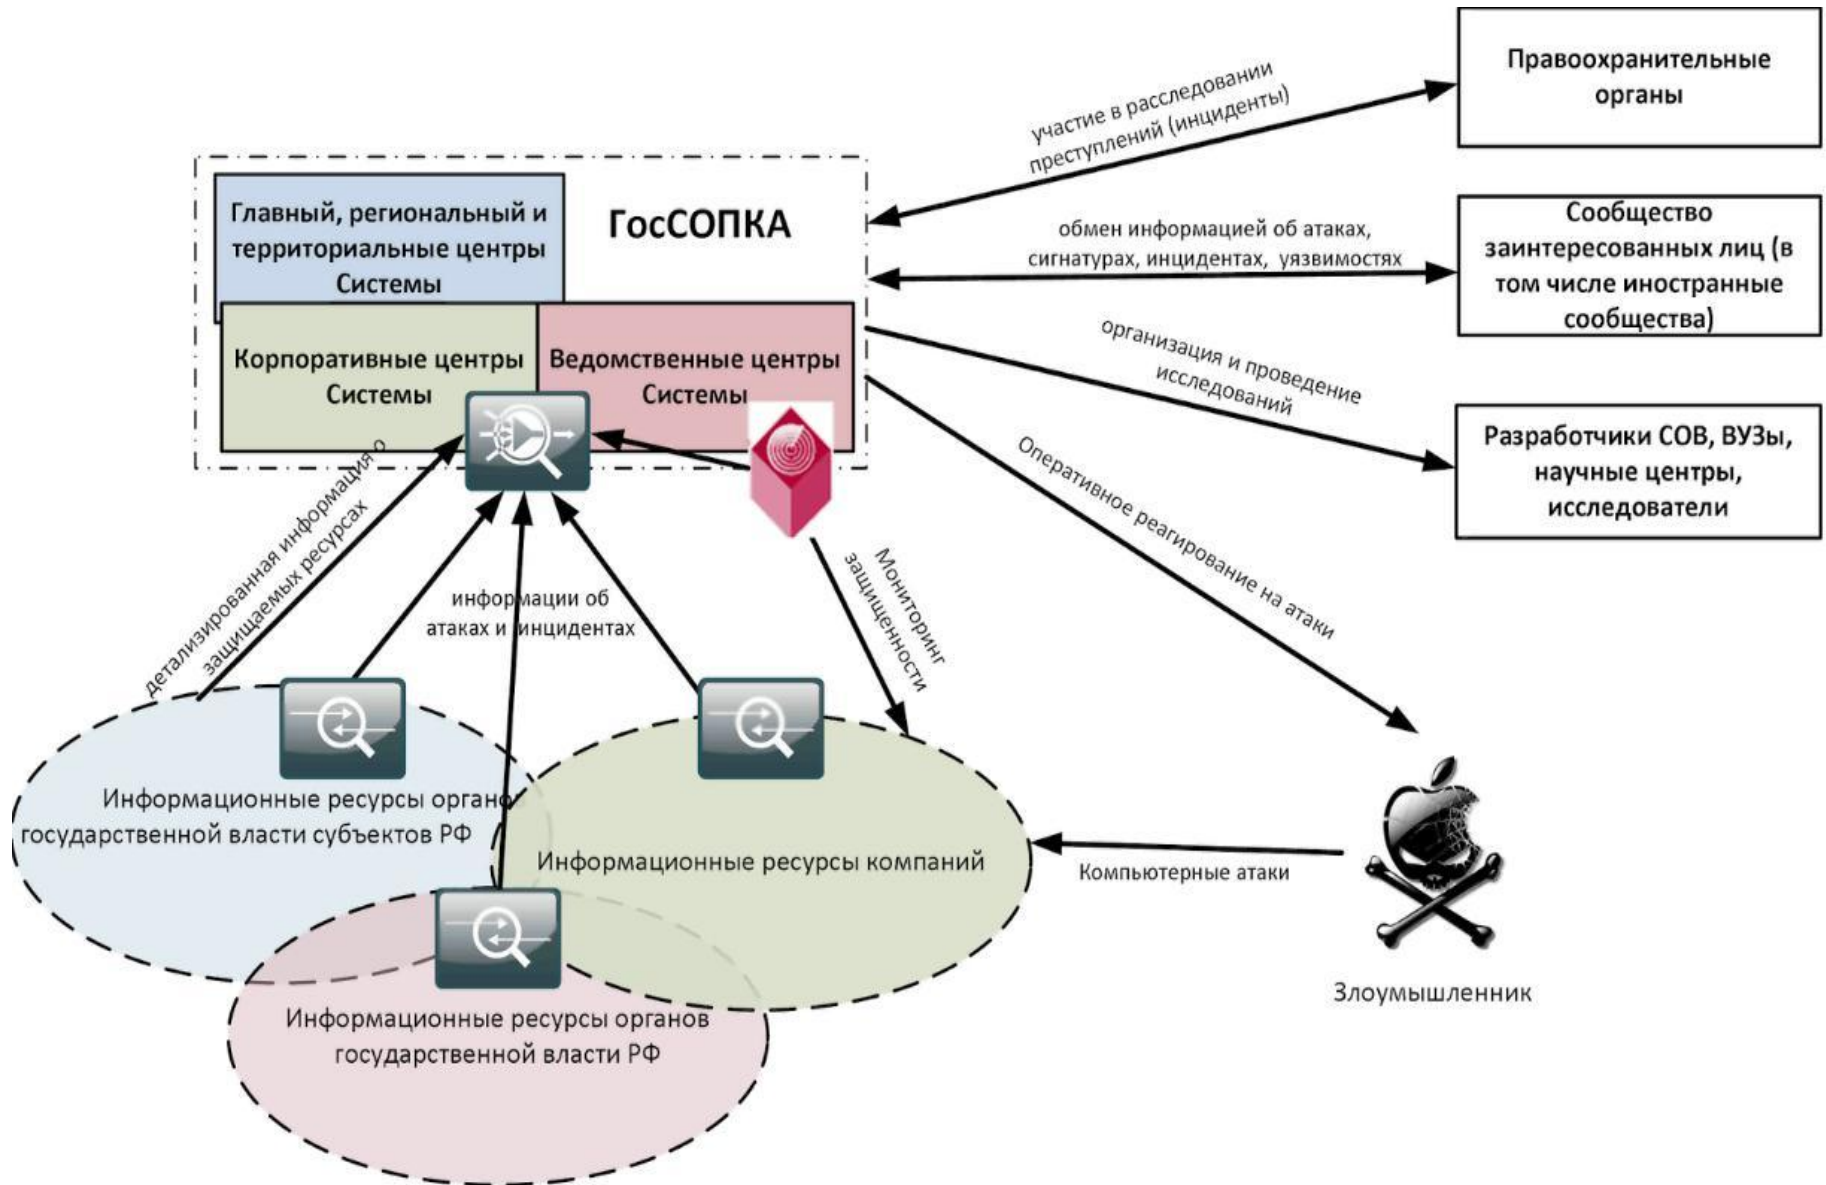 Правоохранительные
органы
участие в расследовании
преступлений (инциденты)
Главный, региональный и
территориальные центры
Системы
ГосСОПКА
обмен информацией об атаках,
сигнатурах, инцидентах, уязвимостях
Сообщество
заинтересованных лиц (в
том числе иностранные
сообщества)
Корпоративные центры
Системы
Ведомственные центры
Системы
организация и проведение
исследований
Разработчики СОВ, ВУЗы,
научные центры,
исследователи
Оперативное реагирование на атаки
детализированная информация о
защищаемых ресурсах
информации об
атаках и инцидентах
Мониторинг
защищенности
Информационные ресурсы органов
государственной власти субъектов РФ
Информационные ресурсы компаний
Компьютерные атаки
Злоумышленник
Информационные ресурсы органов
государственной власти РФ